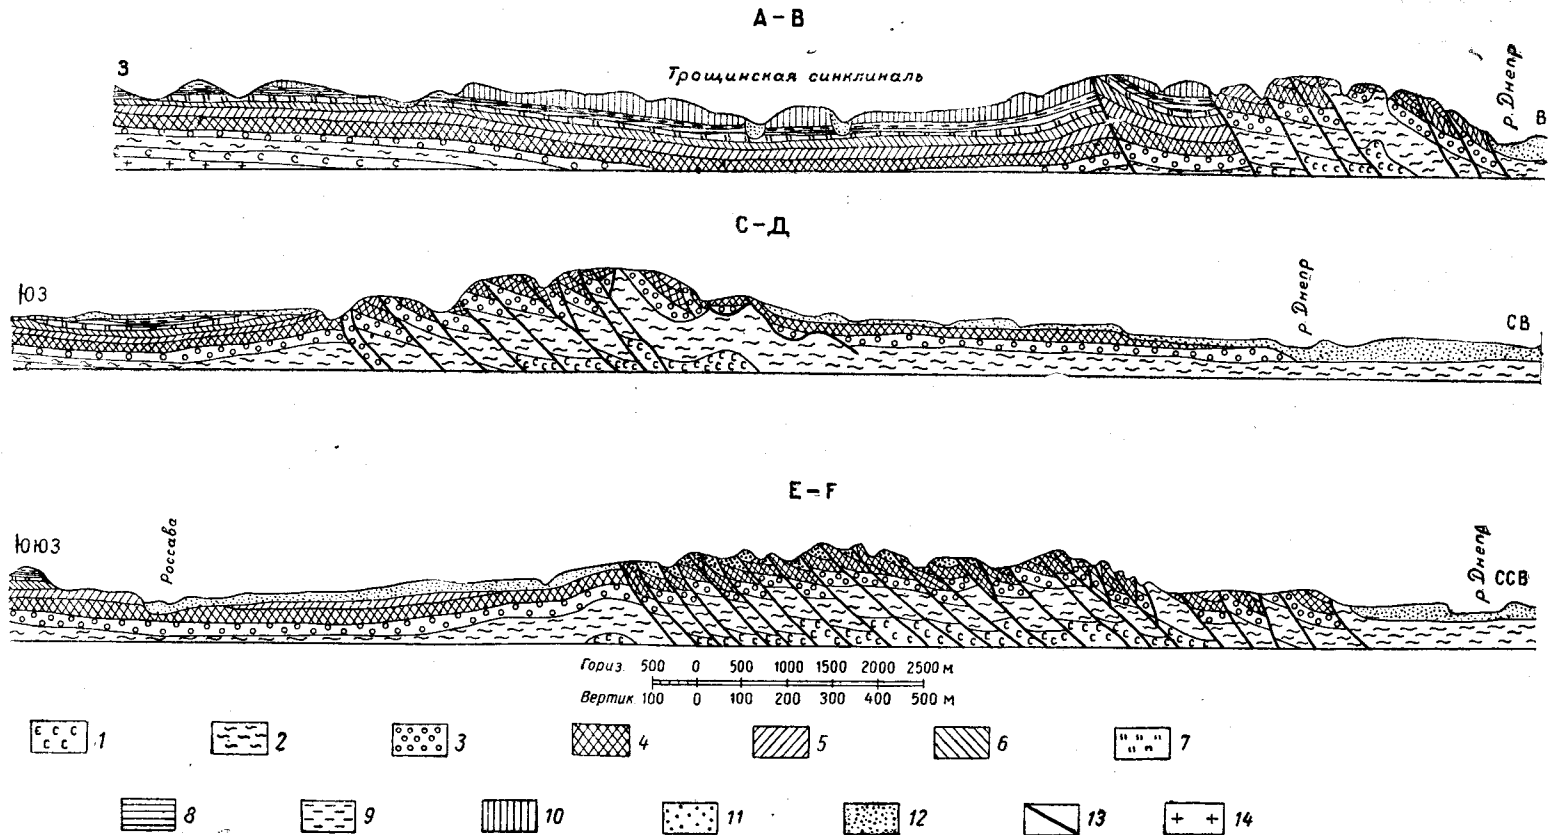 А-В
З
Трощинская синклиналь
р. Днепр
В
С-Д
ЮЗ
р. Днепр
СВ
Е-F
ЮЮЗ
Россава
р. Днепр
ССВ
Гориз. 500 0 500 1000 1500 2000 2500 м
Вертик. 100 0 100 200 300 400 500 м
1 2 3 4 5 6 7
8 9 10 11 12 13 14